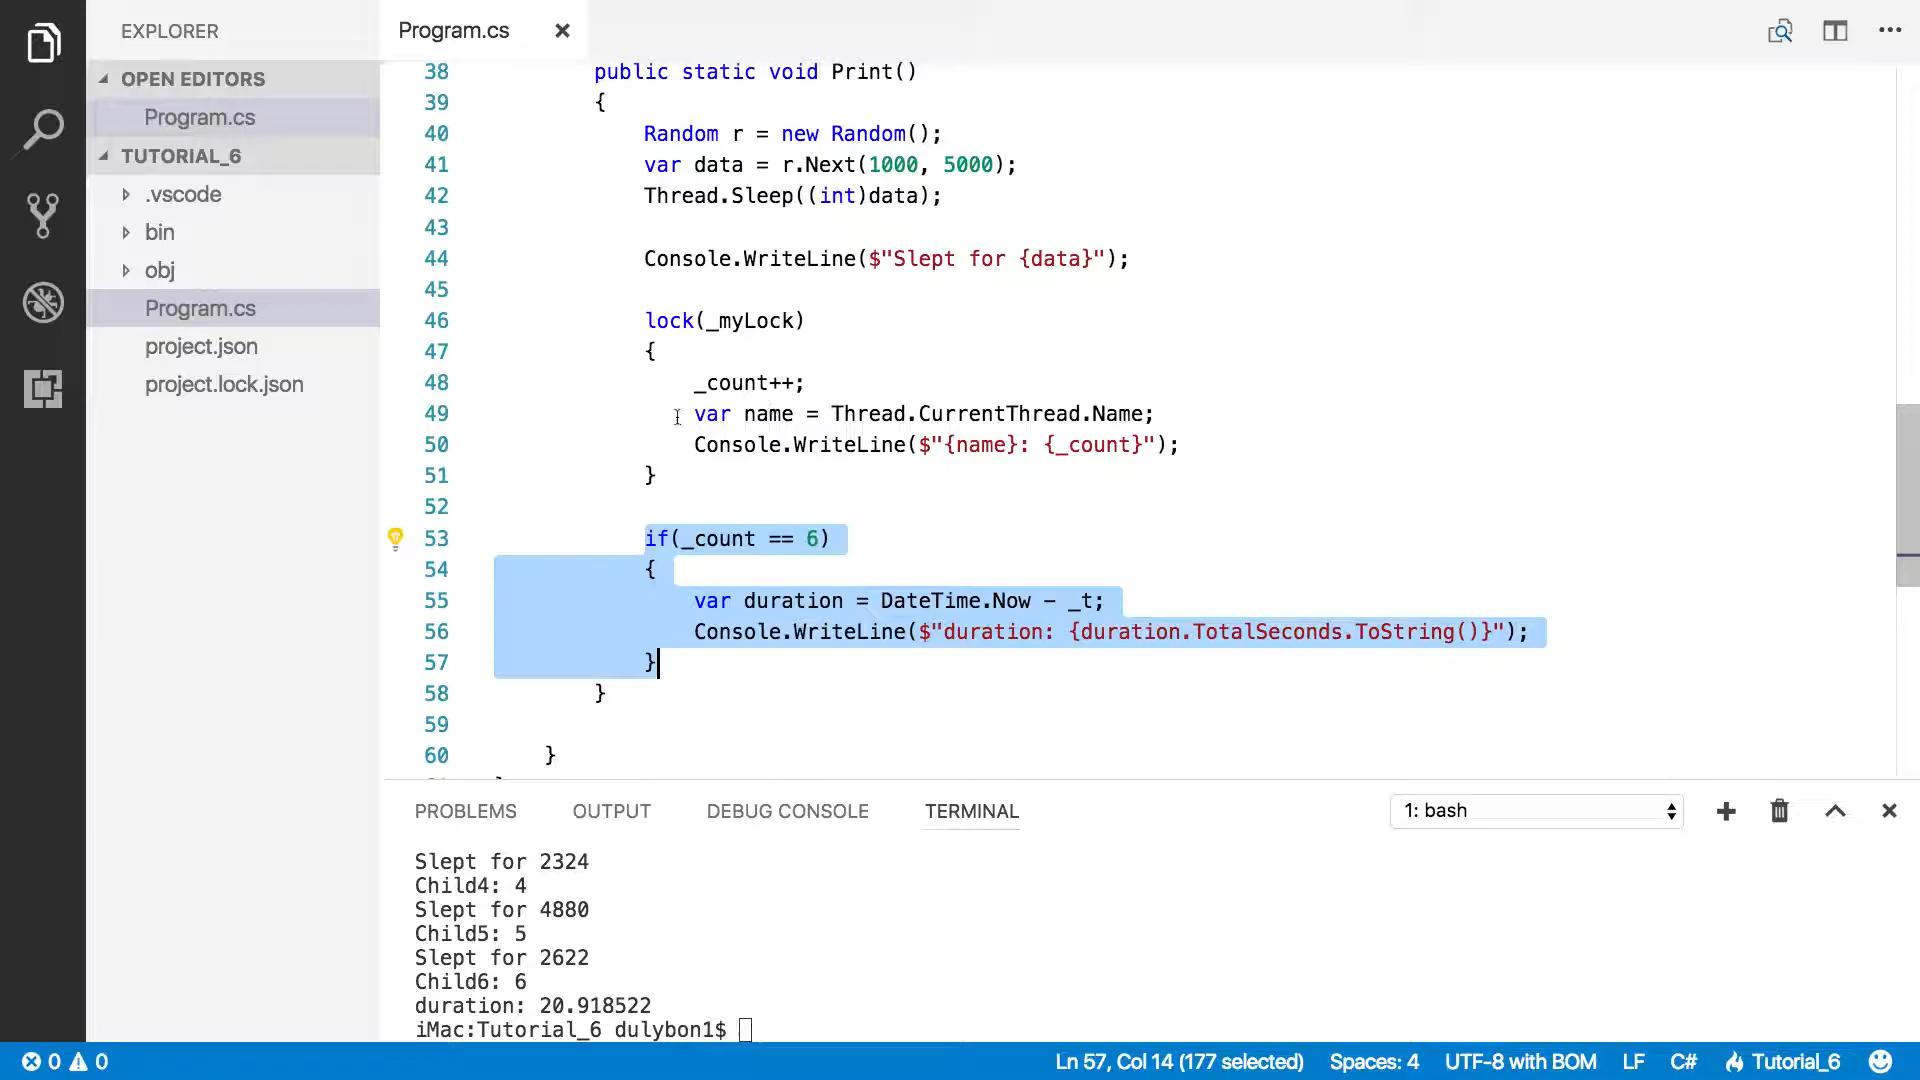 EXPLORER
OPEN EDITORS
Program.cs
TUTORIAL_6
.vscode
bin
obj
Program.cs
project.json
project.lock.json
Program.cs
38 public static void Print()
39 {
40 Random r = new Random();
41 var data = r.Next(1000, 5000);
42 Thread.Sleep((int)data);
43
44 Console.WriteLine($"Slept for {data}");
45
46 lock(_myLock)
47 {
48 _count++;
49 var name = Thread.CurrentThread.Name;
50 Console.WriteLine($"{name}: {_count}");
51 }
52
53 if(_count == 6)
54 {
55 var duration = DateTime.Now - _t;
56 Console.WriteLine($"duration: {duration.TotalSeconds.ToString()}");
57 }
58 }
59
60 }
PROBLEMS OUTPUT DEBUG CONSOLE TERMINAL 1: bash
Slept for 2324
Child4: 4
Slept for 4880
Child5: 5
Slept for 2622
Child6: 6
duration: 20.918522
iMac:Tutorial_6 dulybon1$
0 0 Ln 57, Col 14 (177 selected) Spaces: 4 UTF-8 with BOM LF C# Tutorial_6